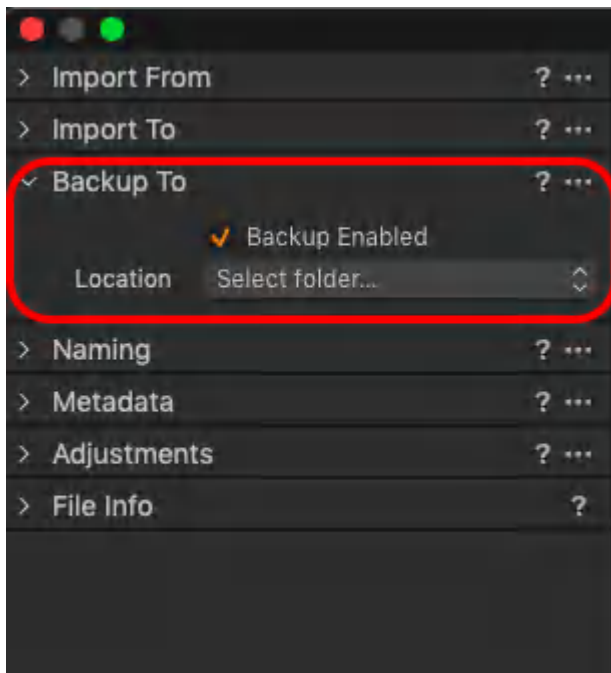 Import From ? ...
Import To ? ...
Backup To ? ...
Backup Enabled
Location Select folder...
Naming ? ...
Metadata ? ...
Adjustments ? ...
File Info ?